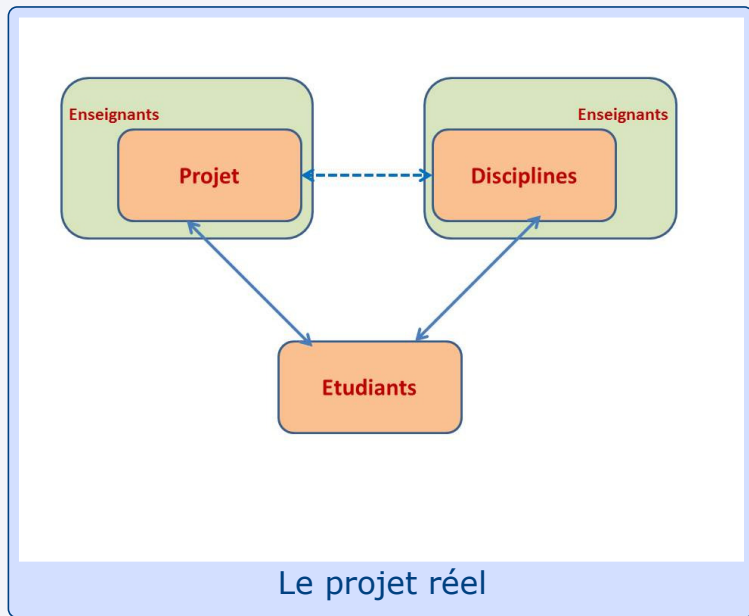 Enseignants
Enseignants
Projet
Disciplines
Etudiants
Le projet réel